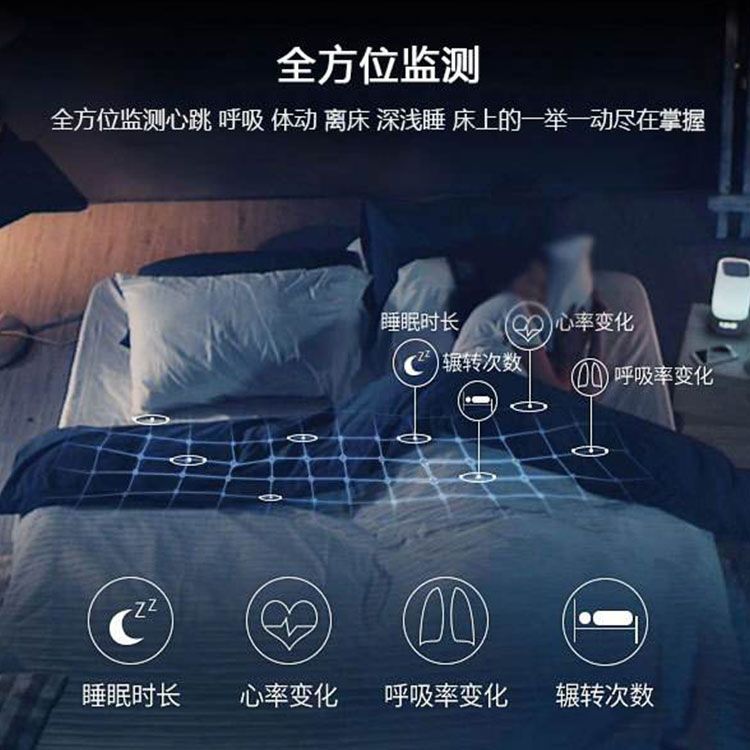 全方位监测
全方位监测心跳 呼吸 体动 离床 深浅睡 床上的一举一动尽在掌握
睡眠时长
心率变化
zz
辗转次数
呼吸率变化
zz
睡眠时长
心率变化
呼吸率变化
辗转次数